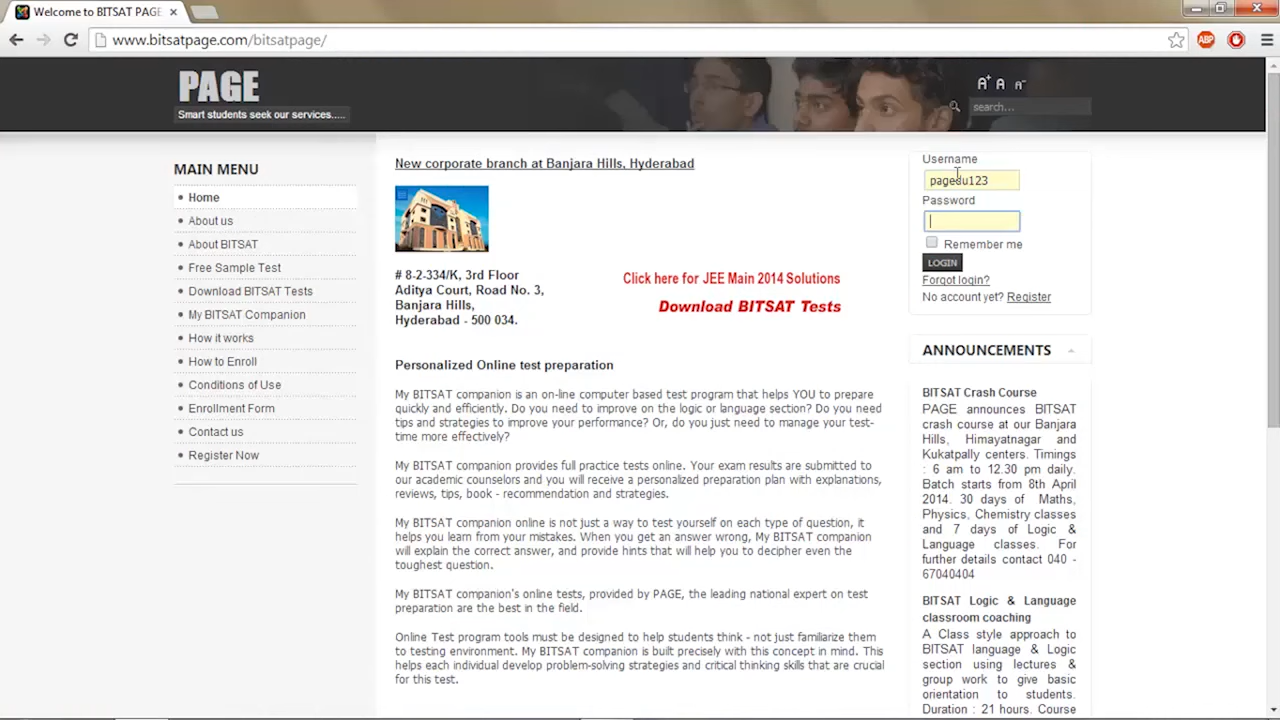 Welcome to BITSAT PAGE
www.bitsatpage.com/bitsatpage/
ABP
PAGE
Smart students seek our services.....
A+ A A-
search...
MAIN MENU
Home
About us
About BITSAT
Free Sample Test
Download BITSAT Tests
My BITSAT Companion
How it works
How to Enroll
Conditions of Use
Enrollment Form
Contact us
Register Now
New corporate branch at Banjara Hills, Hyderabad
# 8-2-334/K, 3rd Floor
Aditya Court, Road No. 3,
Banjara Hills,
Hyderabad - 500 034.
Click here for JEE Main 2014 Solutions
Download BITSAT Tests
Personalized Online test preparation
My BITSAT companion is an on-line computer based test program that helps YOU to prepare
quickly and efficiently. Do you need to improve on the logic or language section? Do you need
tips and strategies to improve your performance? Or, do you just need to manage your test-
time more effectively?
My BITSAT companion provides full practice tests online. Your exam results are submitted to
our academic counselors and you will receive a personalized preparation plan with explanations,
reviews, tips, book - recommendation and strategies.
My BITSAT companion online is not just a way to test yourself on each type of question, it
helps you learn from your mistakes. When you get an answer wrong, My BITSAT companion
will explain the correct answer, and provide hints that will help you to decipher even the
toughest question.
My BITSAT companion's online tests, provided by PAGE, the leading national expert on test
preparation are the best in the field.
Online Test program tools must be designed to help students think - not just familiarize them
to testing environment. My BITSAT companion is built precisely with this concept in mind. This
helps each individual develop problem-solving strategies and critical thinking skills that are crucial
for this test.
Username
pagedu123
Password
Remember me
LOGIN
Forgot login?
No account yet? Register
ANNOUNCEMENTS
BITSAT Crash Course
PAGE announces BITSAT
crash course at our Banjara
Hills, Himayatnagar and
Kukatpally centers. Timings
: 6 am to 12.30 pm daily.
Batch starts from 8th April
2014. 30 days of Maths,
Physics, Chemistry classes
and 7 days of Logic &
Language classes. For
further details contact 040 -
67040404
BITSAT Logic & Language
classroom coaching
A Class style approach to
BITSAT language & Logic
section using lectures &
group work to give basic
orientation to students.
Duration : 21 hours. Course